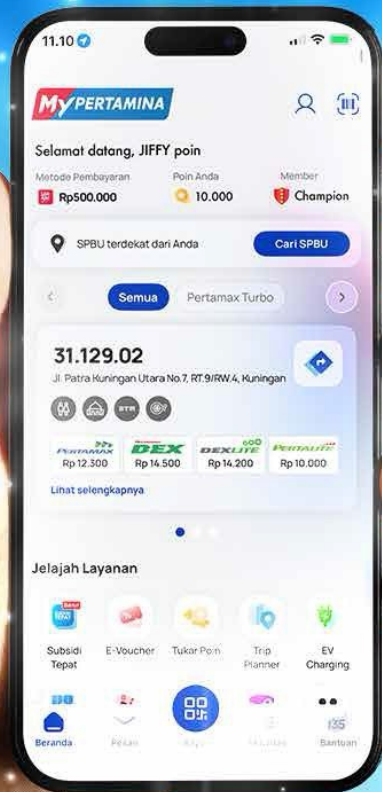 11.10
MyPERTAMINA
Selamat datang, JIFFY poin
Metode Pembayaran Poin Anda Member
Rp500.000 10.000 Champion
SPBU terdekat dari Anda Cari SPBU
Semua Pertamax Turbo
31.129.02
Jl. Patra Kuningan Utara No.7, RT.9/RW.4, Kuningan
ATM
PERTAMAX DEX DEXLITE PERTALITE
Rp 12.300 Rp 14.500 Rp 14.200 Rp 10.000
Lihat selengkapnya
Jelajah Layanan
Subsidi Tepat E-Voucher Tukar Poin Trip Planner EV Charging
135
Beranda Pesan Bantuan